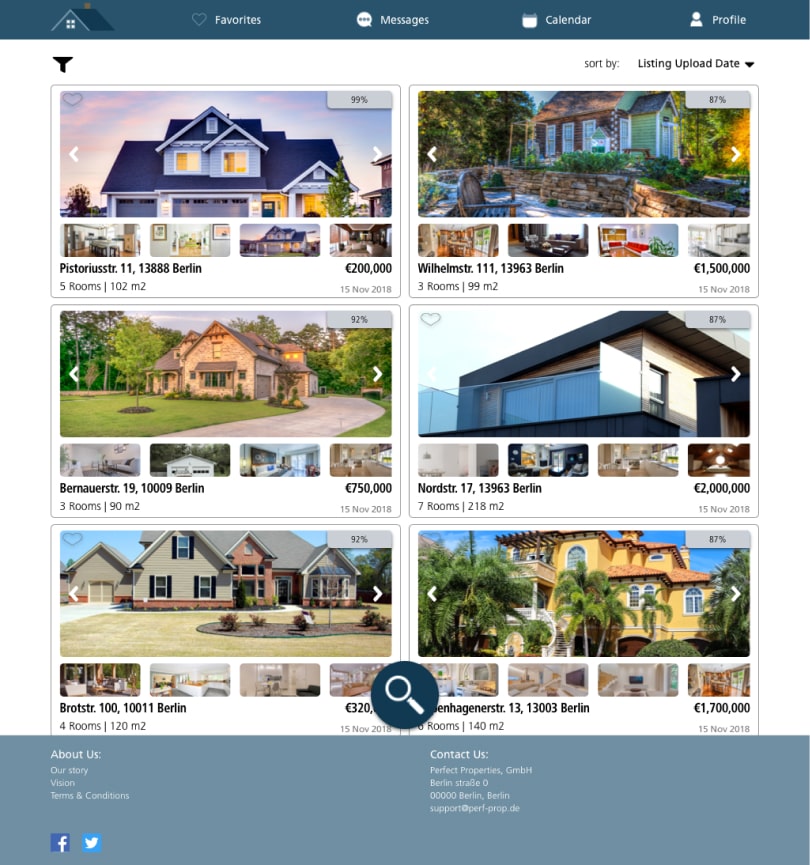 Favorites
Messages
Calendar
Profile
sort by: Listing Upload Date
99%
Pistoriusstr. 11, 13888 Berlin €200,000
5 Rooms | 102 m2 15 Nov 2018
87%
Wilhelmstr. 111, 13963 Berlin €1,500,000
3 Rooms | 99 m2 15 Nov 2018
92%
Bernauerstr. 19, 10009 Berlin €750,000
3 Rooms | 90 m2 15 Nov 2018
87%
Nordstr. 17, 13963 Berlin €2,000,000
7 Rooms | 218 m2 15 Nov 2018
92%
Brotstr. 100, 10011 Berlin
4 Rooms | 120 m2 15 Nov 2018
87%
13, 13003 Berlin €1,700,000
Rooms | 140 m2 15 Nov 2018
About Us:
Our story
Vision
Terms & Conditions
Contact Us:
Perfect Properties, GmbH
Berlin straße 0
00000 Berlin, Berlin
support@perf-prop.de